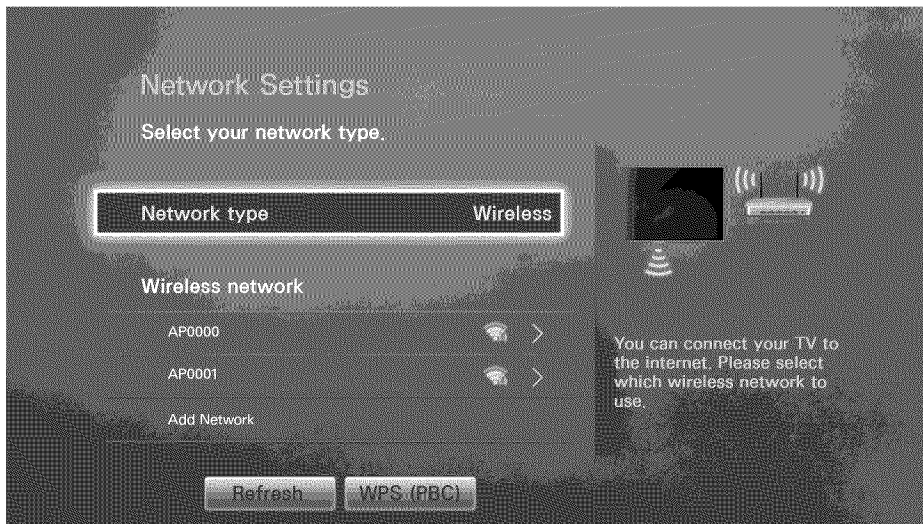 Network Settings
Select your network type.
Network type Wireless
Wireless network
AP0000
AP0001
Add Network
You can connect your TV to
the internet. Please select
which wireless network to
use.
Refresh WPS (PBC)